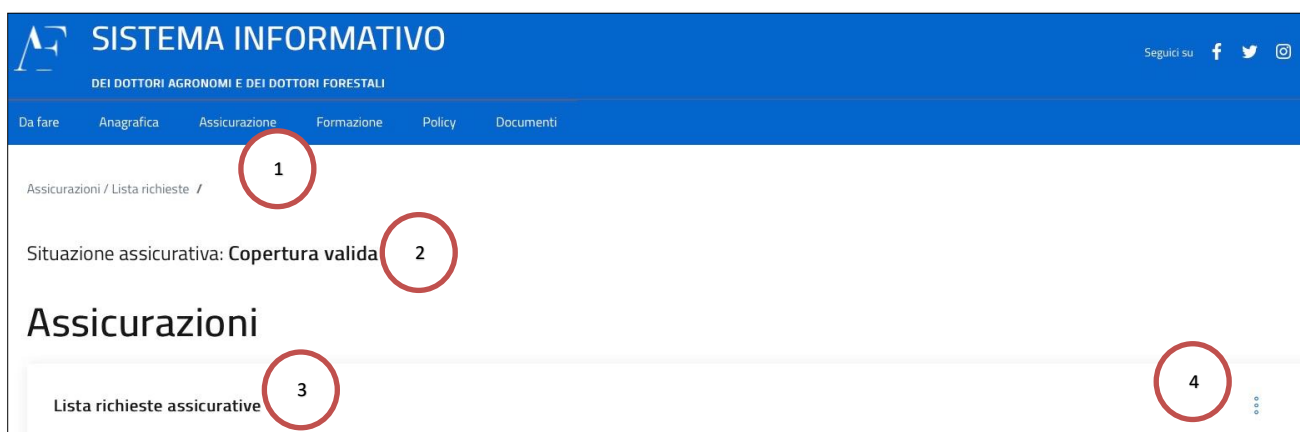 AF SISTEMA INFORMATIVO
DEI DOTTORI AGRONOMI E DEI DOTTORI FORESTALI
Seguici su
Da fare Anagrafica Assicurazione Formazione Policy Documenti
1
Assicurazioni / Lista richieste /
Situazione assicurativa: Copertura valida 2
Assicurazioni
Lista richieste assicurative 3 4